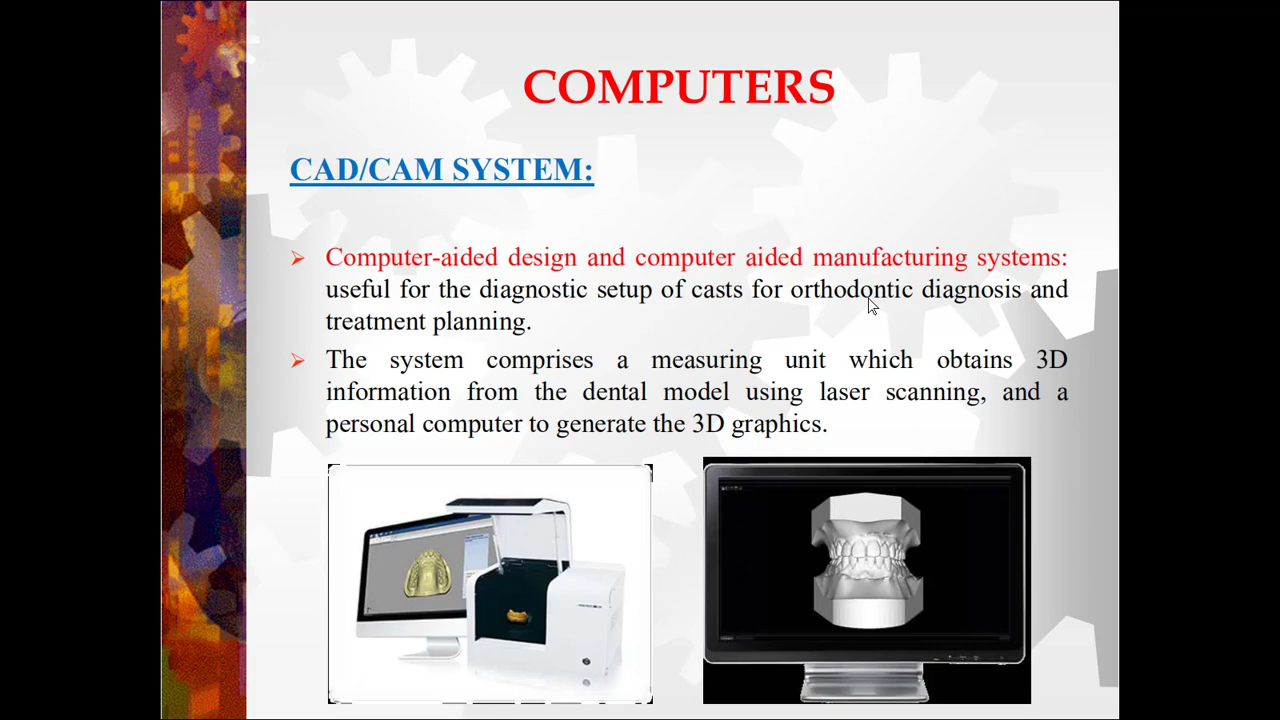 COMPUTERS
CAD/CAM SYSTEM:
Computer-aided design and computer aided manufacturing systems:
useful for the diagnostic setup of casts for orthodontic diagnosis and
treatment planning.
The system comprises a measuring unit which obtains 3D
information from the dental model using laser scanning, and a
personal computer to generate the 3D graphics.